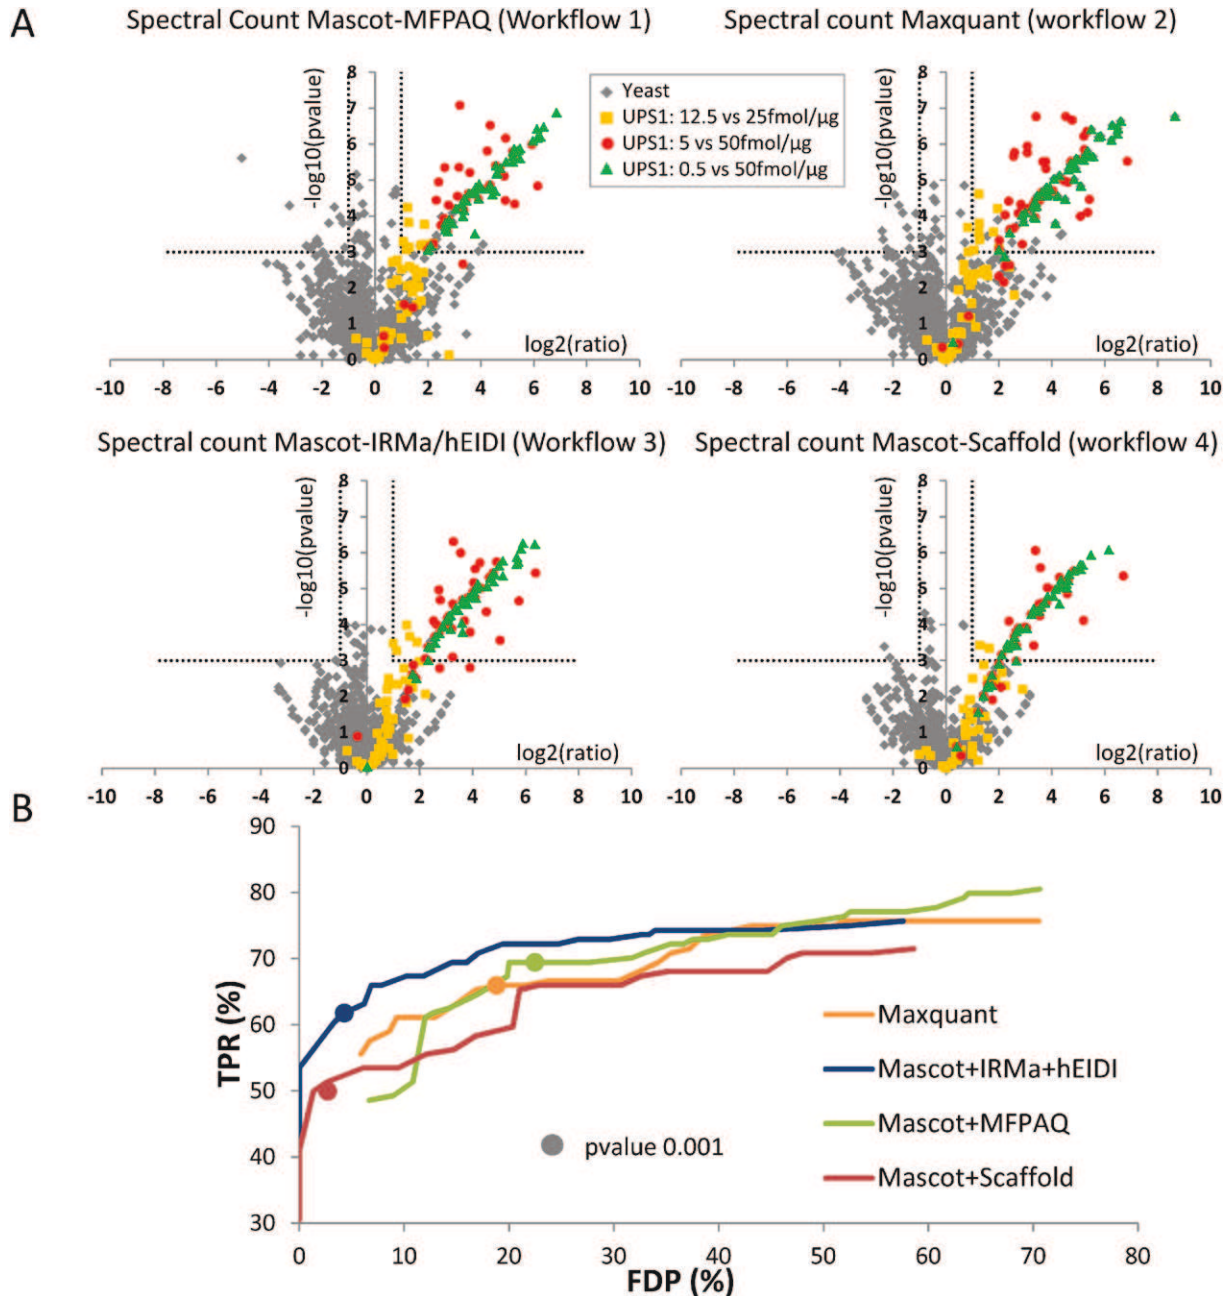 A
Spectral Count Mascot-MFPAQ (Workflow 1)
Spectral count Maxquant (workflow 2)
-log10(pvalue)
8
7
6
5
4
3
2
1
0
log2(ratio)
-10 -8 -6 -4 -2 0 2 4 6 8 10
Yeast
UPS1: 12.5 vs 25fmol/µg
UPS1: 5 vs 50fmol/µg
UPS1: 0.5 vs 50fmol/µg
-log10(pvalue)
8
7
6
5
4
3
2
1
0
log2(ratio)
-10 -8 -6 -4 -2 0 2 4 6 8 10
Spectral count Mascot-IRMa/hEIDI (Workflow 3)
Spectral count Mascot-Scaffold (workflow 4)
-log10(pvalue)
8
7
6
5
4
3
2
1
0
log2(ratio)
-10 -8 -6 -4 -2 0 2 4 6 8 10
-log10(pvalue)
8
7
6
5
4
3
2
1
0
log2(ratio)
-10 -8 -6 -4 -2 0 2 4 6 8 10
B
TPR (%)
90
80
70
60
50
40
30
Maxquant
Mascot+IRMa+hEIDI
Mascot+MFPAQ
Mascot+Scaffold
pvalue 0.001
0 10 20 30 40 50 60 70 80
FDP (%)